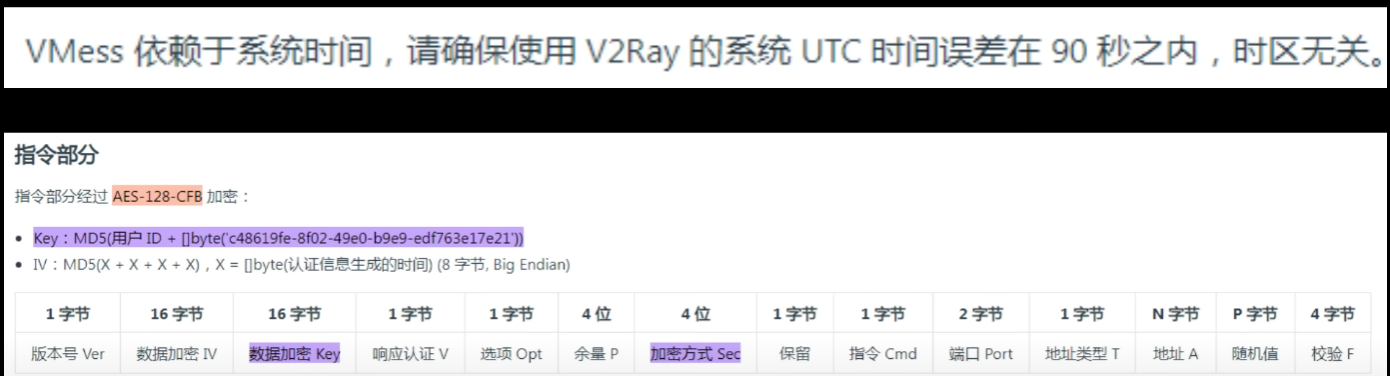 VMess 依赖于系统时间，请确保使用 V2Ray 的系统 UTC 时间误差在 90 秒之内，时区无关。
指令部分
指令部分经过 AES-128-CFB 加密：
• Key：MD5(用户 ID + []byte('c48619fe-8f02-49e0-b9e9-edf763e17e21'))
• IV：MD5(X + X + X + X)，X = []byte(认证信息生成的时间) (8 字节, Big Endian)
1 字节 16 字节 16 字节 1 字节 1 字节 4 位 4 位 1 字节 1 字节 2 字节 1 字节 N 字节 P 字节 4 字节
版本号 Ver 数据加密 IV 数据加密 Key 响应认证 V 选项 Opt 余量 P 加密方式 Sec 保留 指令 Cmd 端口 Port 地址类型 T 地址 A 随机值 校验 F